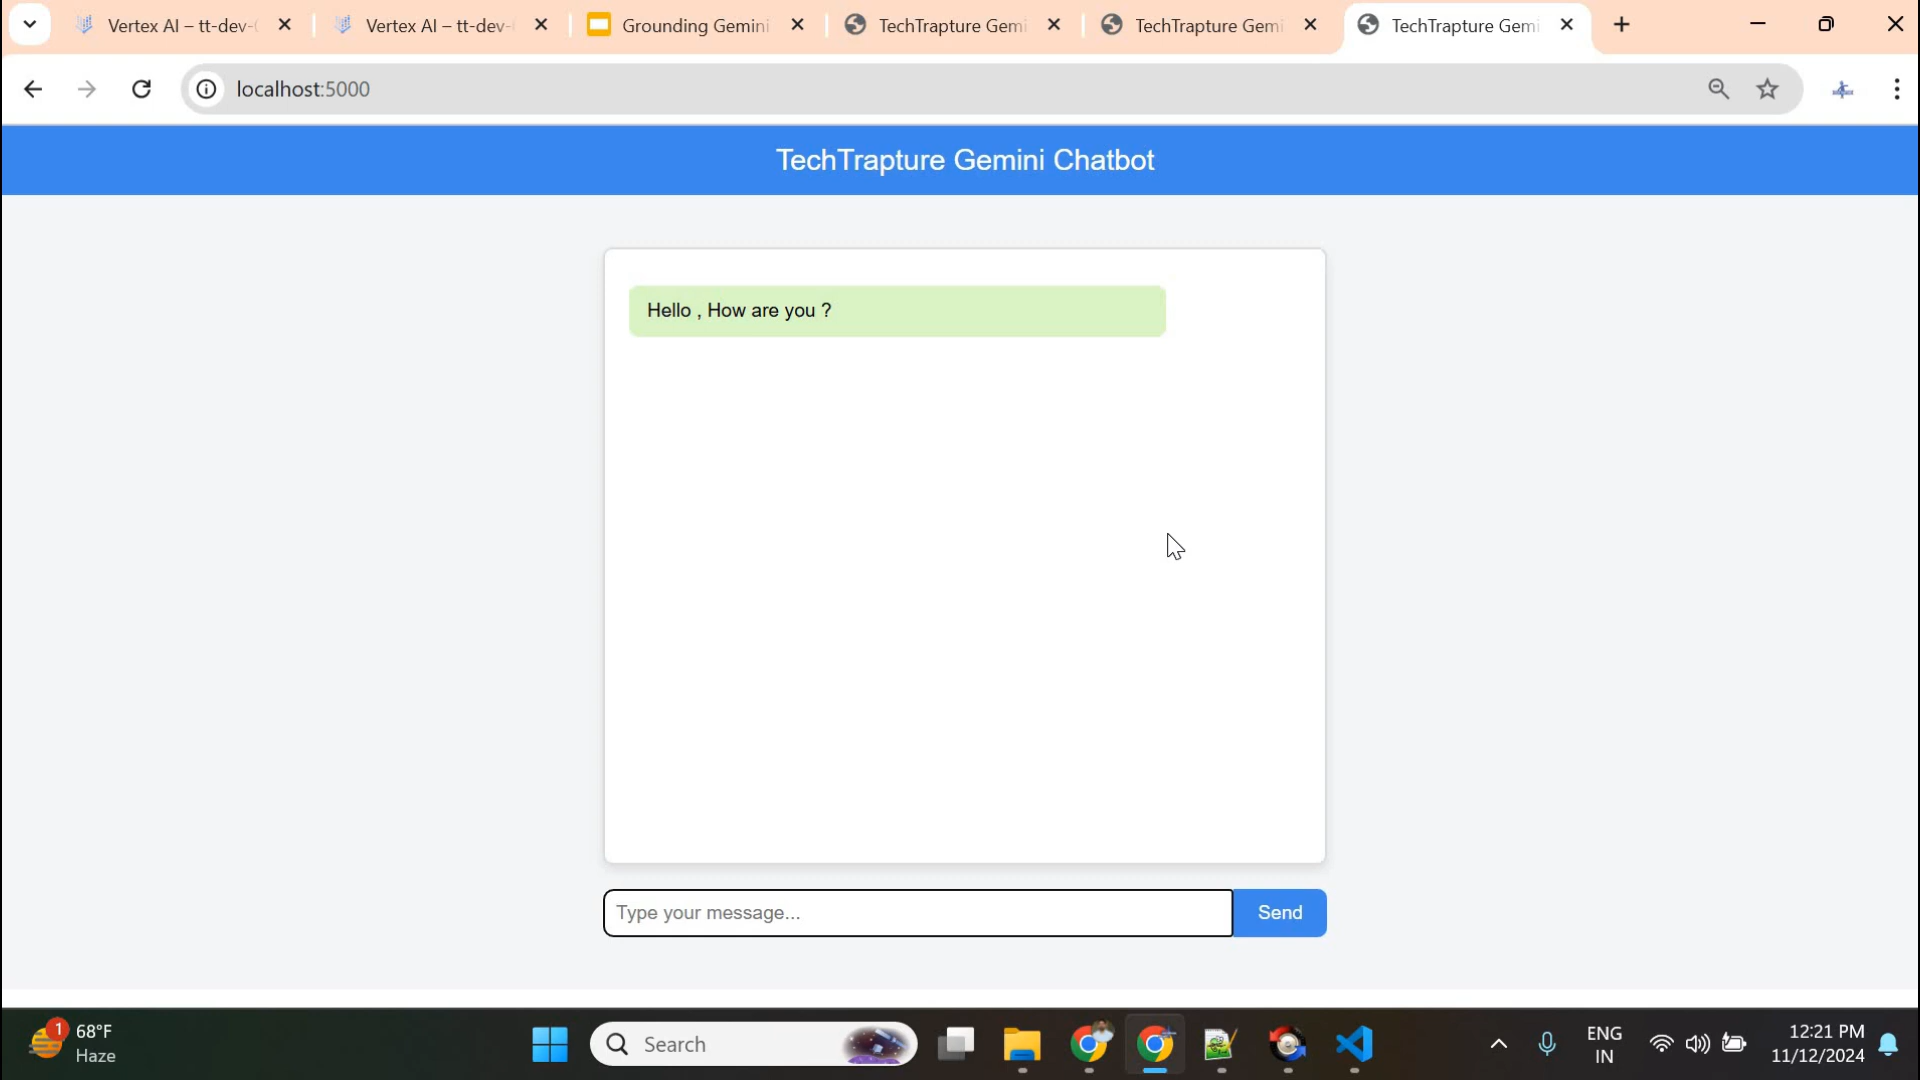 Vertex AI – tt-dev-
Vertex AI – tt-dev-
Grounding Gemini
TechTrapture Gemi
TechTrapture Gemi
TechTrapture Gemi
localhost:5000
TechTrapture Gemini Chatbot
Hello , How are you ?
Type your message...
Send
1
68°F
Haze
Search
ENG
IN
12:21 PM
11/12/2024